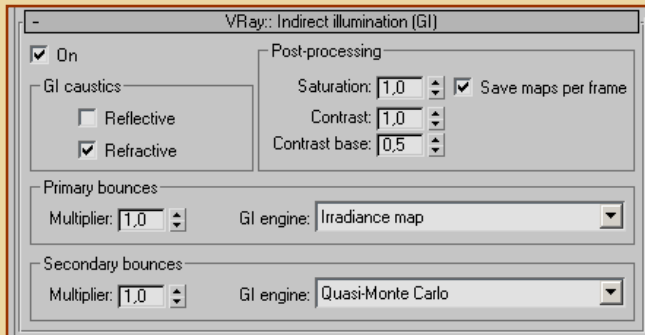 - VRay:: Indirect illumination (GI)
On
GI caustics
Reflective
Refractive
Post-processing
Saturation: 1,0 Save maps per frame
Contrast: 1,0
Contrast base: 0,5
Primary bounces
Multiplier: 1,0 GI engine: Irradiance map
Secondary bounces
Multiplier: 1,0 GI engine: Quasi-Monte Carlo